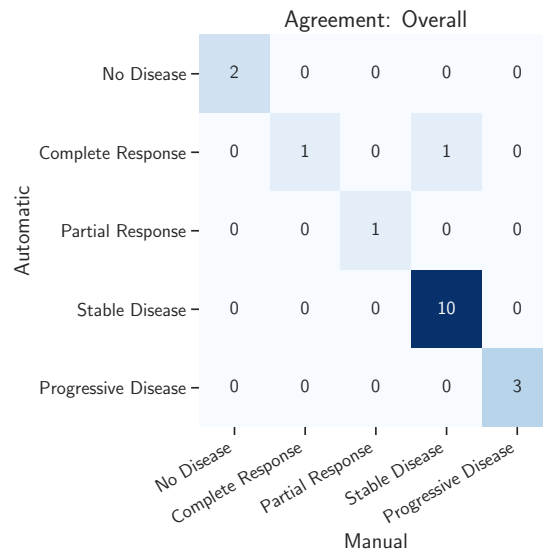 Agreement: Overall
Automatic
No Disease 2 0 0 0 0
Complete Response 0 1 0 1 0
Partial Response 0 0 1 0 0
Stable Disease 0 0 0 10 0
Progressive Disease 0 0 0 0 3
No Disease Complete Response Partial Response Stable Disease Progressive Disease
Manual